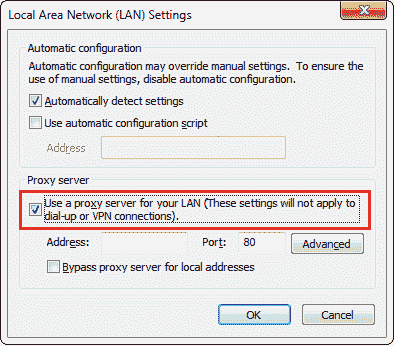 Local Area Network (LAN) Settings
Automatic configuration
Automatic configuration may override manual settings. To ensure the
use of manual settings, disable automatic configuration.
Automatically detect settings
Use automatic configuration script
Address
Proxy server
Use a proxy server for your LAN (These settings will not apply to
dial-up or VPN connections).
Address: Port: 80 Advanced
Bypass proxy server for local addresses
OK Cancel